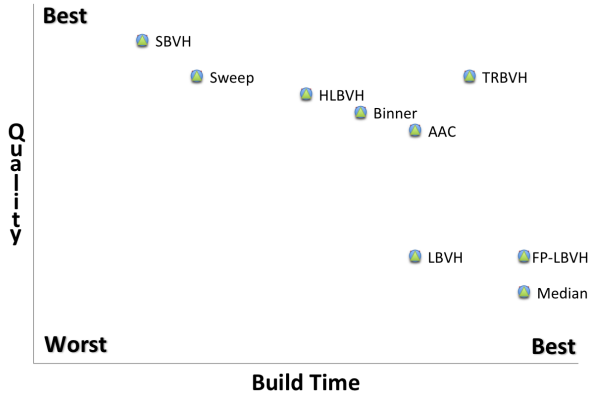 Best
SBVH
Sweep
TRBVH
HLBVH
Binner
AAC
Quality
LBVH
FP-LBVH
Median
Worst
Best
Build Time